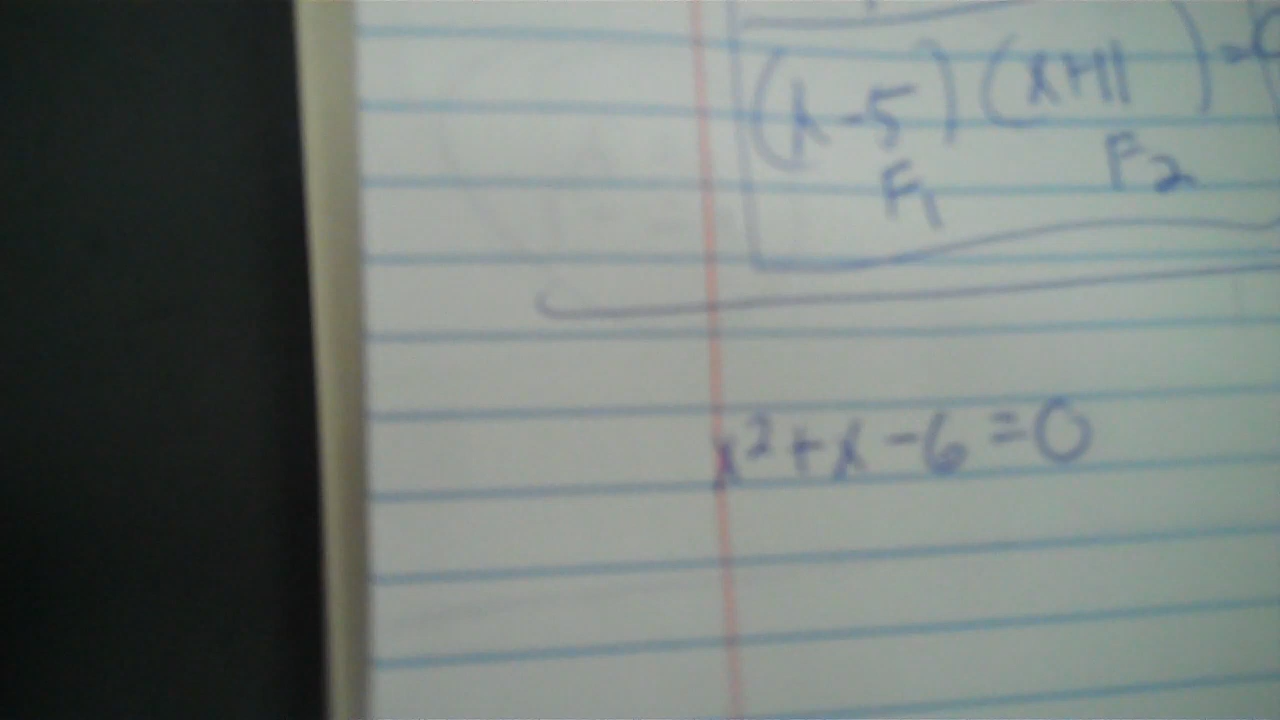 (x-5) (x+11) =
F1 F2
x²+x-6=0